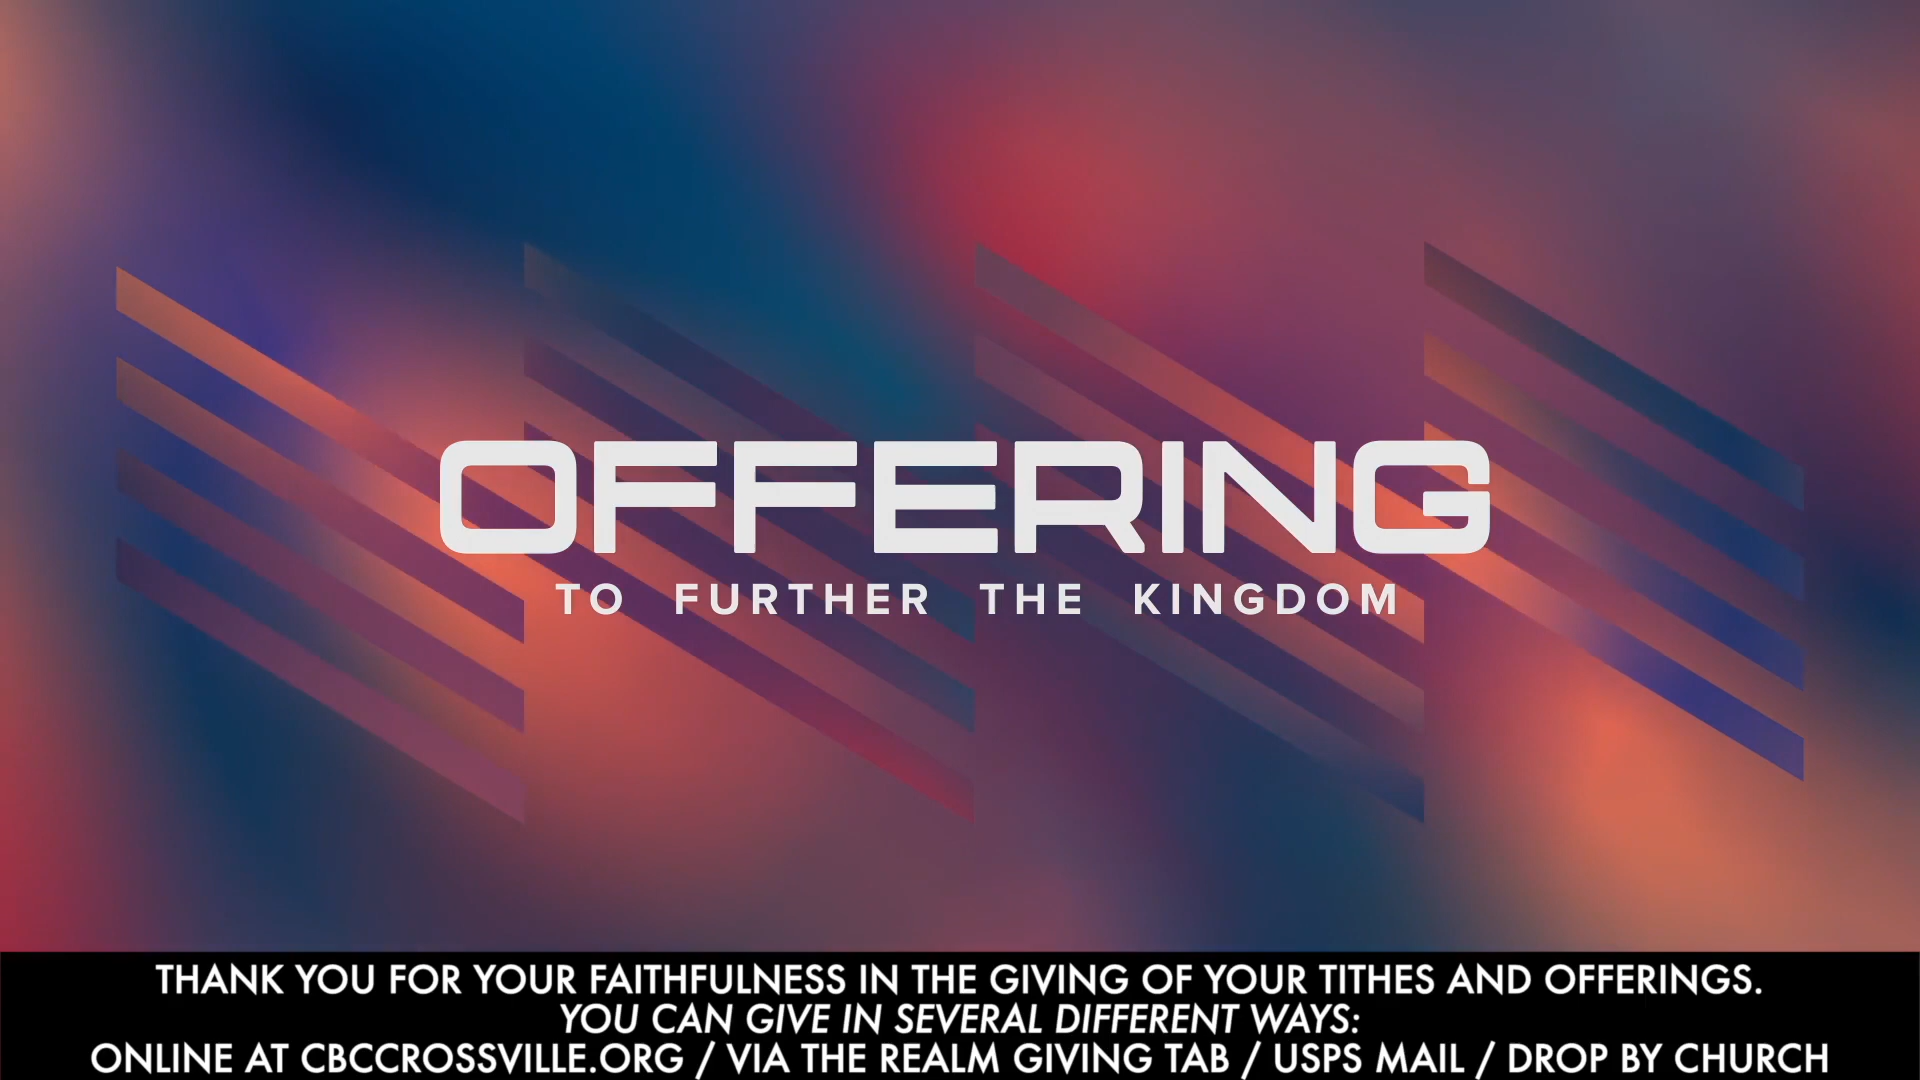 OFFERING
TO FURTHER THE KINGDOM
THANK YOU FOR YOUR FAITHFULNESS IN THE GIVING OF YOUR TITHES AND OFFERINGS.
YOU CAN GIVE IN SEVERAL DIFFERENT WAYS:
ONLINE AT CBCCROSSVILLE.ORG / VIA THE REALM GIVING TAB / USPS MAIL / DROP BY CHURCH